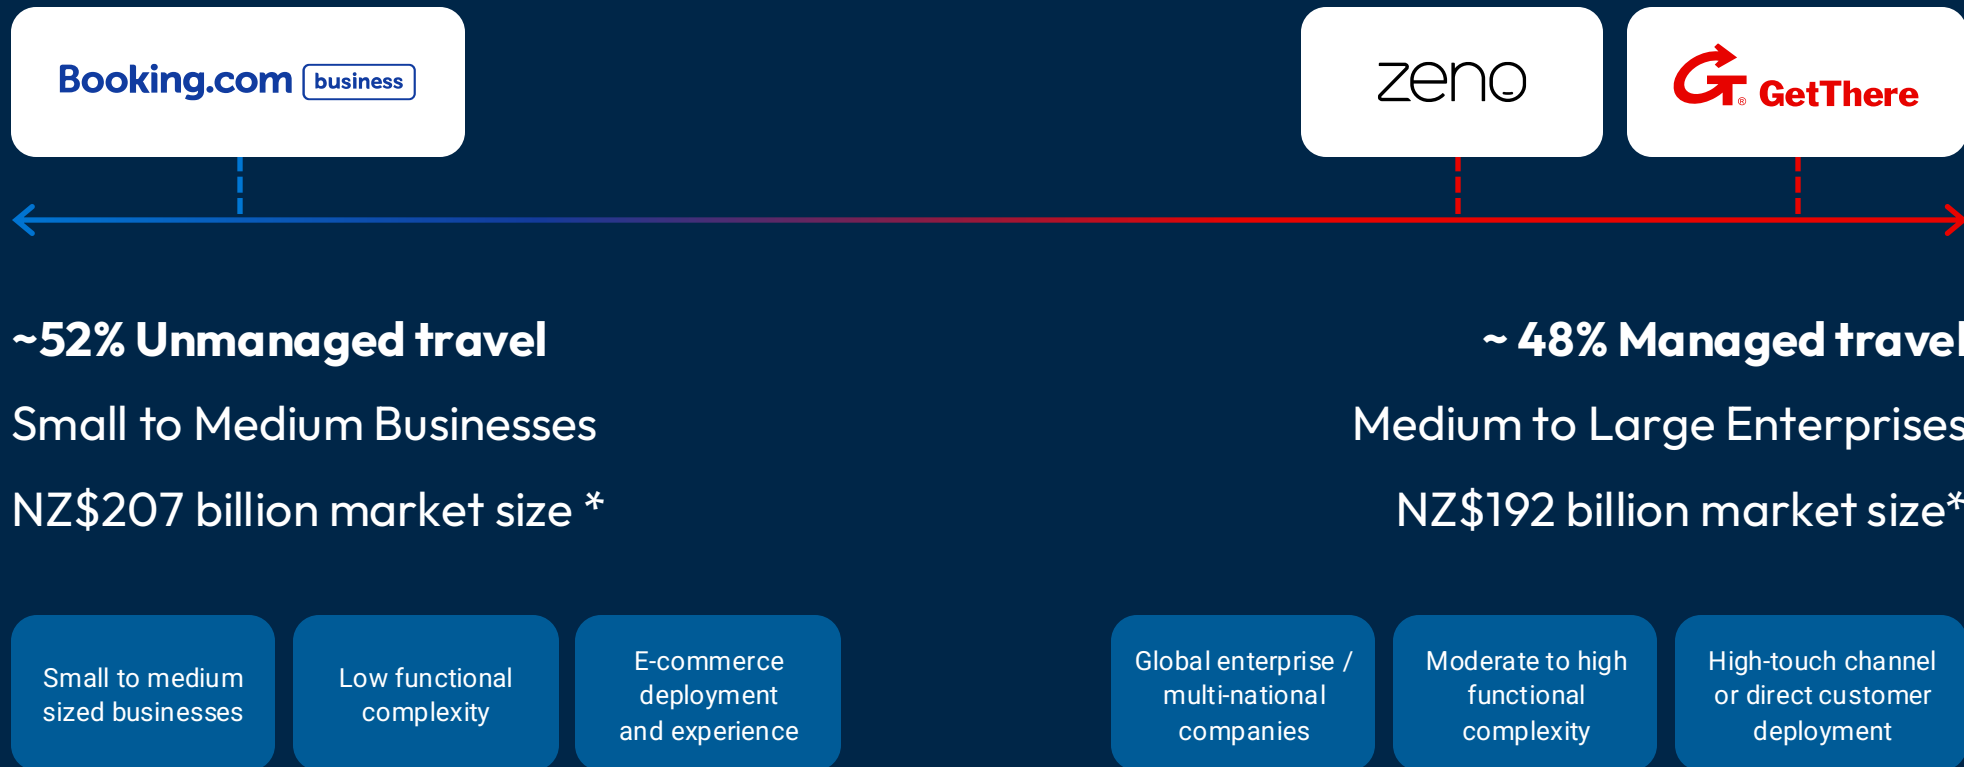 Booking.com business
zeno
GT® GetThere
~52% Unmanaged travel
Small to Medium Businesses
NZ$207 billion market size *
~ 48% Managed travel
Medium to Large Enterprises
NZ$192 billion market size*
Small to medium
sized businesses
Low functional
complexity
E-commerce
deployment
and experience
Global enterprise /
multi-national
companies
Moderate to high
functional
complexity
High-touch channel
or direct customer
deployment